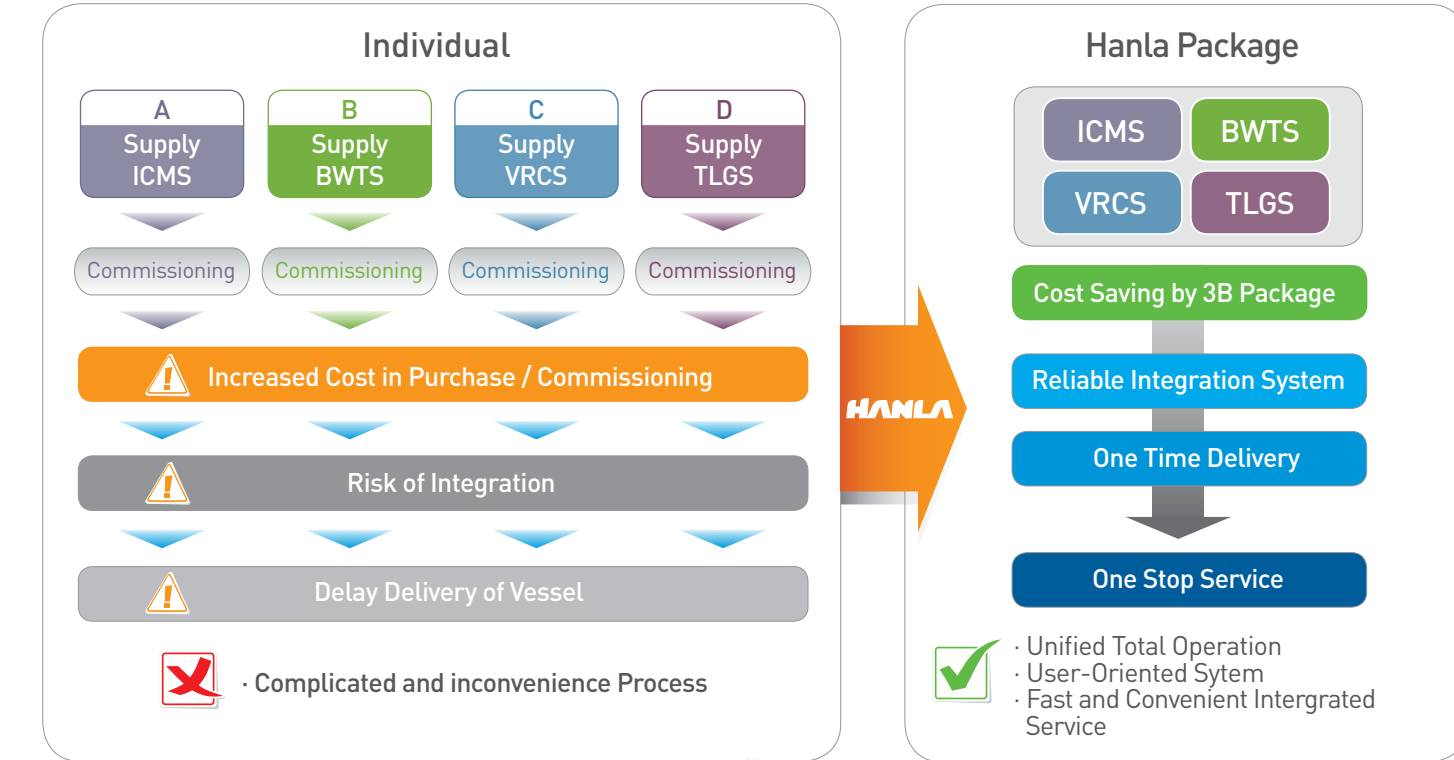 Individual
A
Supply
ICMS
B
Supply
BWTS
C
Supply
VRCS
D
Supply
TLGS
Commissioning
Commissioning
Commissioning
Commissioning
Increased Cost in Purchase / Commissioning
Risk of Integration
Delay Delivery of Vessel
· Complicated and inconvenience Process
HANLA
Hanla Package
ICMS
BWTS
VRCS
TLGS
Cost Saving by 3B Package
Reliable Integration System
One Time Delivery
One Stop Service
· Unified Total Operation
· User-Oriented Sytem
· Fast and Convenient Intergrated
Service